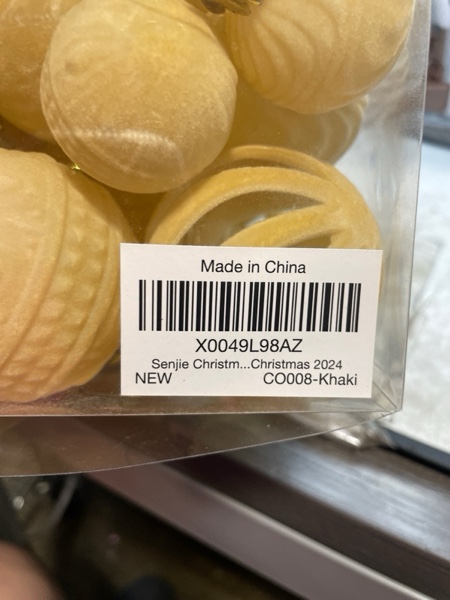 Made in China
X0049L98AZ
Senjie Christm...Christmas 2024
NEW CO008-Khaki